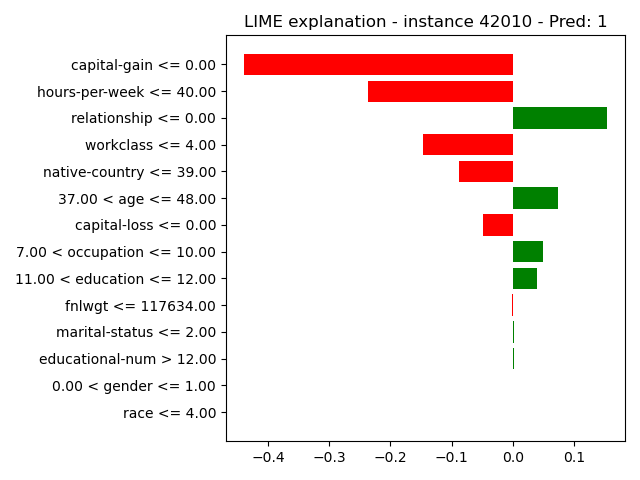 LIME explanation - instance 42010 - Pred: 1
capital-gain <= 0.00
hours-per-week <= 40.00
relationship <= 0.00
workclass <= 4.00
native-country <= 39.00
37.00 < age <= 48.00
capital-loss <= 0.00
7.00 < occupation <= 10.00
11.00 < education <= 12.00
fnlwgt <= 117634.00
marital-status <= 2.00
educational-num > 12.00
0.00 < gender <= 1.00
race <= 4.00
−0.4 −0.3 −0.2 −0.1 0.0 0.1